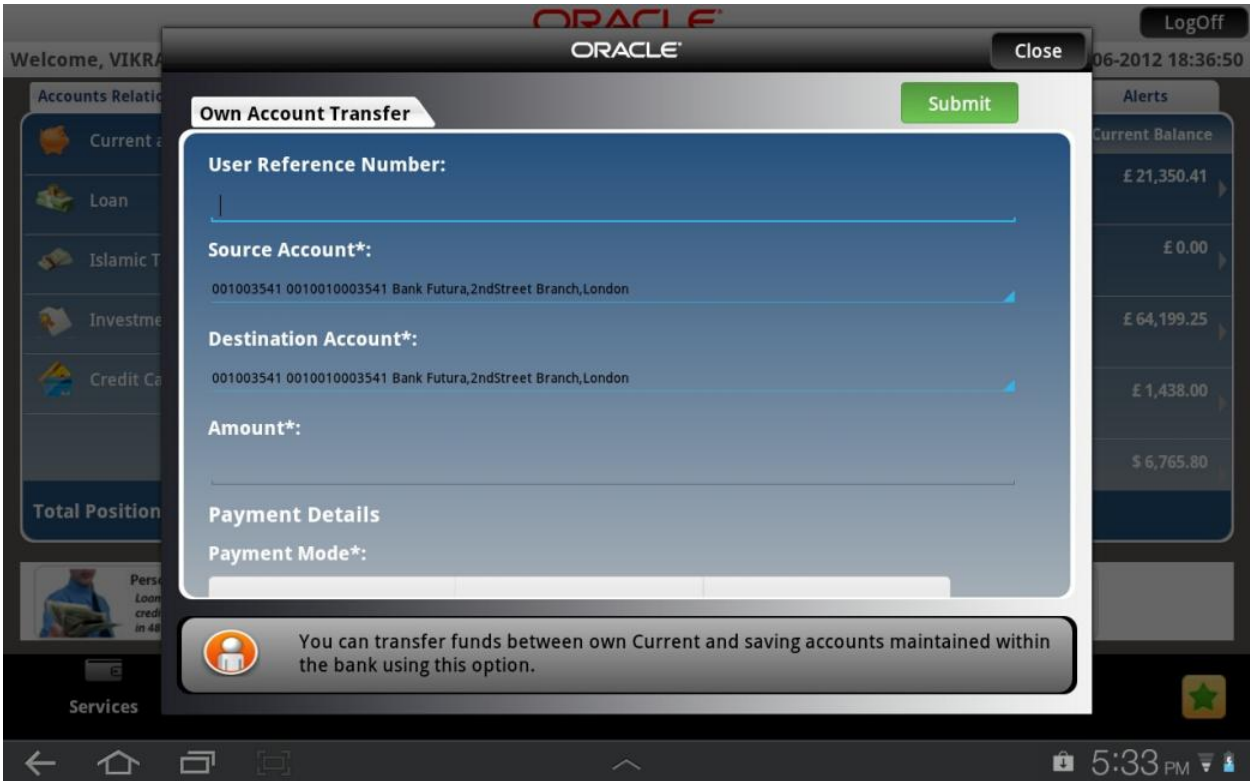 ORACLE
LogOff
Welcome, VIKRA
06-2012 18:36:50
ORACLE
Close
Accounts Relatio
Alerts
Own Account Transfer
Submit
Current a
Current Balance
User Reference Number:
£ 21,350.41
Loan
Source Account*:
£ 0.00
Islamic T
001003541 0010010003541 Bank Futura,2ndStreet Branch,London
Investme
£ 64,199.25
Destination Account*:
001003541 0010010003541 Bank Futura,2ndStreet Branch,London
Credit Ca
£ 1,438.00
Amount*:
$ 6,765.80
Total Position
Payment Details
Payment Mode*:
Perso
Loan
credi
in 48
You can transfer funds between own Current and saving accounts maintained within
the bank using this option.
Services
5:33 PM